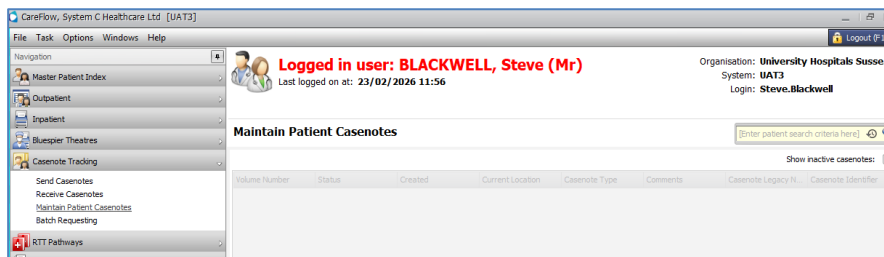 CareFlow, System C Healthcare Ltd [UAT3]
File Task Options Windows Help
Logout (F1
Navigation
Master Patient Index
Outpatient
Inpatient
Bluespier Theatres
Casenote Tracking
Send Casenotes
Receive Casenotes
Maintain Patient Casenotes
Batch Requesting
RTT Pathways
Logged in user: BLACKWELL, Steve (Mr)
Last logged on at: 23/02/2026 11:56
Organisation: University Hospitals Susse
System: UAT3
Login: Steve.Blackwell
Maintain Patient Casenotes
[Enter patient search criteria here]
Show inactive casenotes:
Volume Number Status Created Current Location Casenote Type Comments Casenote Legacy N... Casenote Identifier